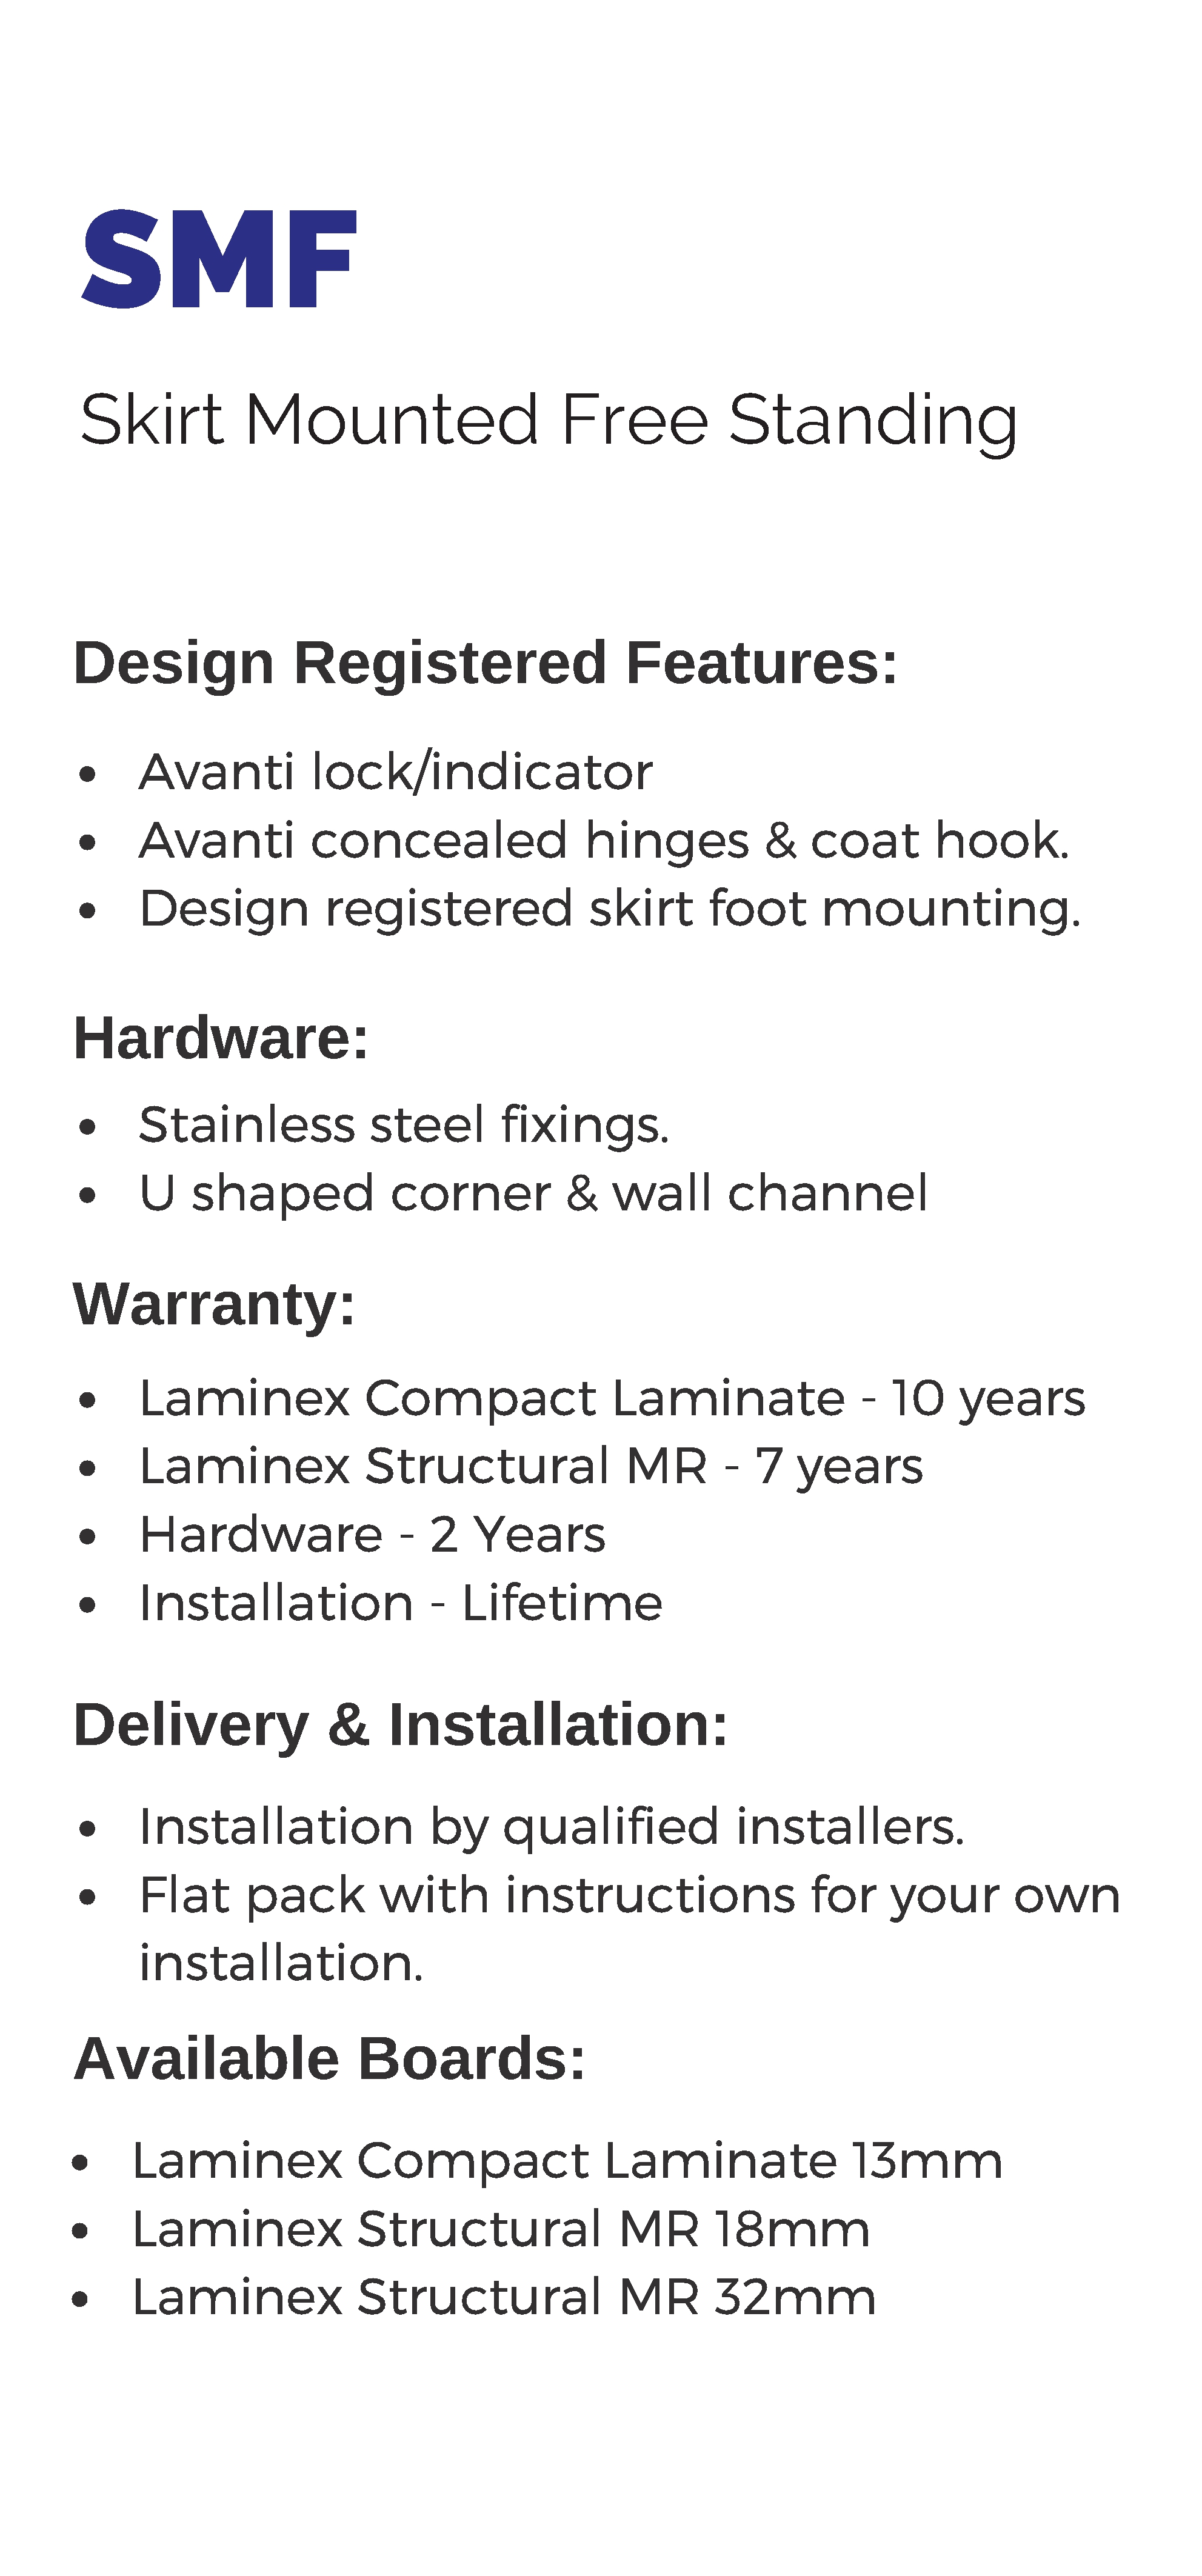 SMF
Skirt Mounted Free Standing
Design Registered Features:
• Avanti lock/indicator
• Avanti concealed hinges & coat hook.
• Design registered skirt foot mounting.
Hardware:
• Stainless steel fixings.
• U shaped corner & wall channel
Warranty:
• Laminex Compact Laminate - 10 years
• Laminex Structural MR - 7 years
• Hardware - 2 Years
• Installation - Lifetime
Delivery & Installation:
• Installation by qualified installers.
• Flat pack with instructions for your own
installation.
Available Boards:
• Laminex Compact Laminate 13mm
• Laminex Structural MR 18mm
• Laminex Structural MR 32mm